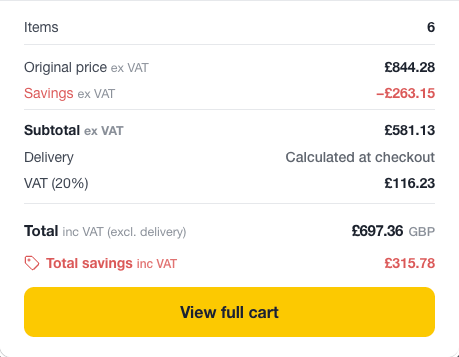 Items 6
Original price ex VAT £844.28
Savings ex VAT −£263.15
Subtotal ex VAT £581.13
Delivery Calculated at checkout
VAT (20%) £116.23
Total inc VAT (excl. delivery) £697.36 GBP
Total savings inc VAT £315.78
View full cart